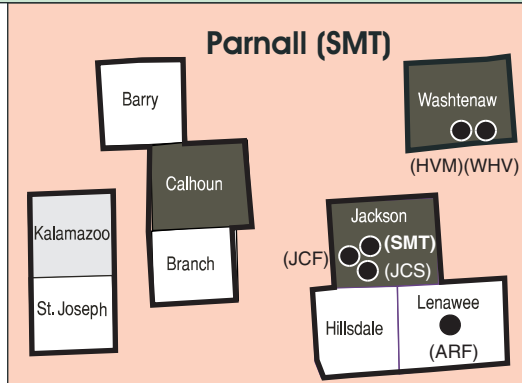 Parnall (SMT)
Barry
Washtenaw
(HVM)(WHV)
Calhoun
Kalamazoo
Jackson
(SMT)
(JCF)
(JCS)
Branch
St. Joseph
Hillsdale
Lenawee
(ARF)